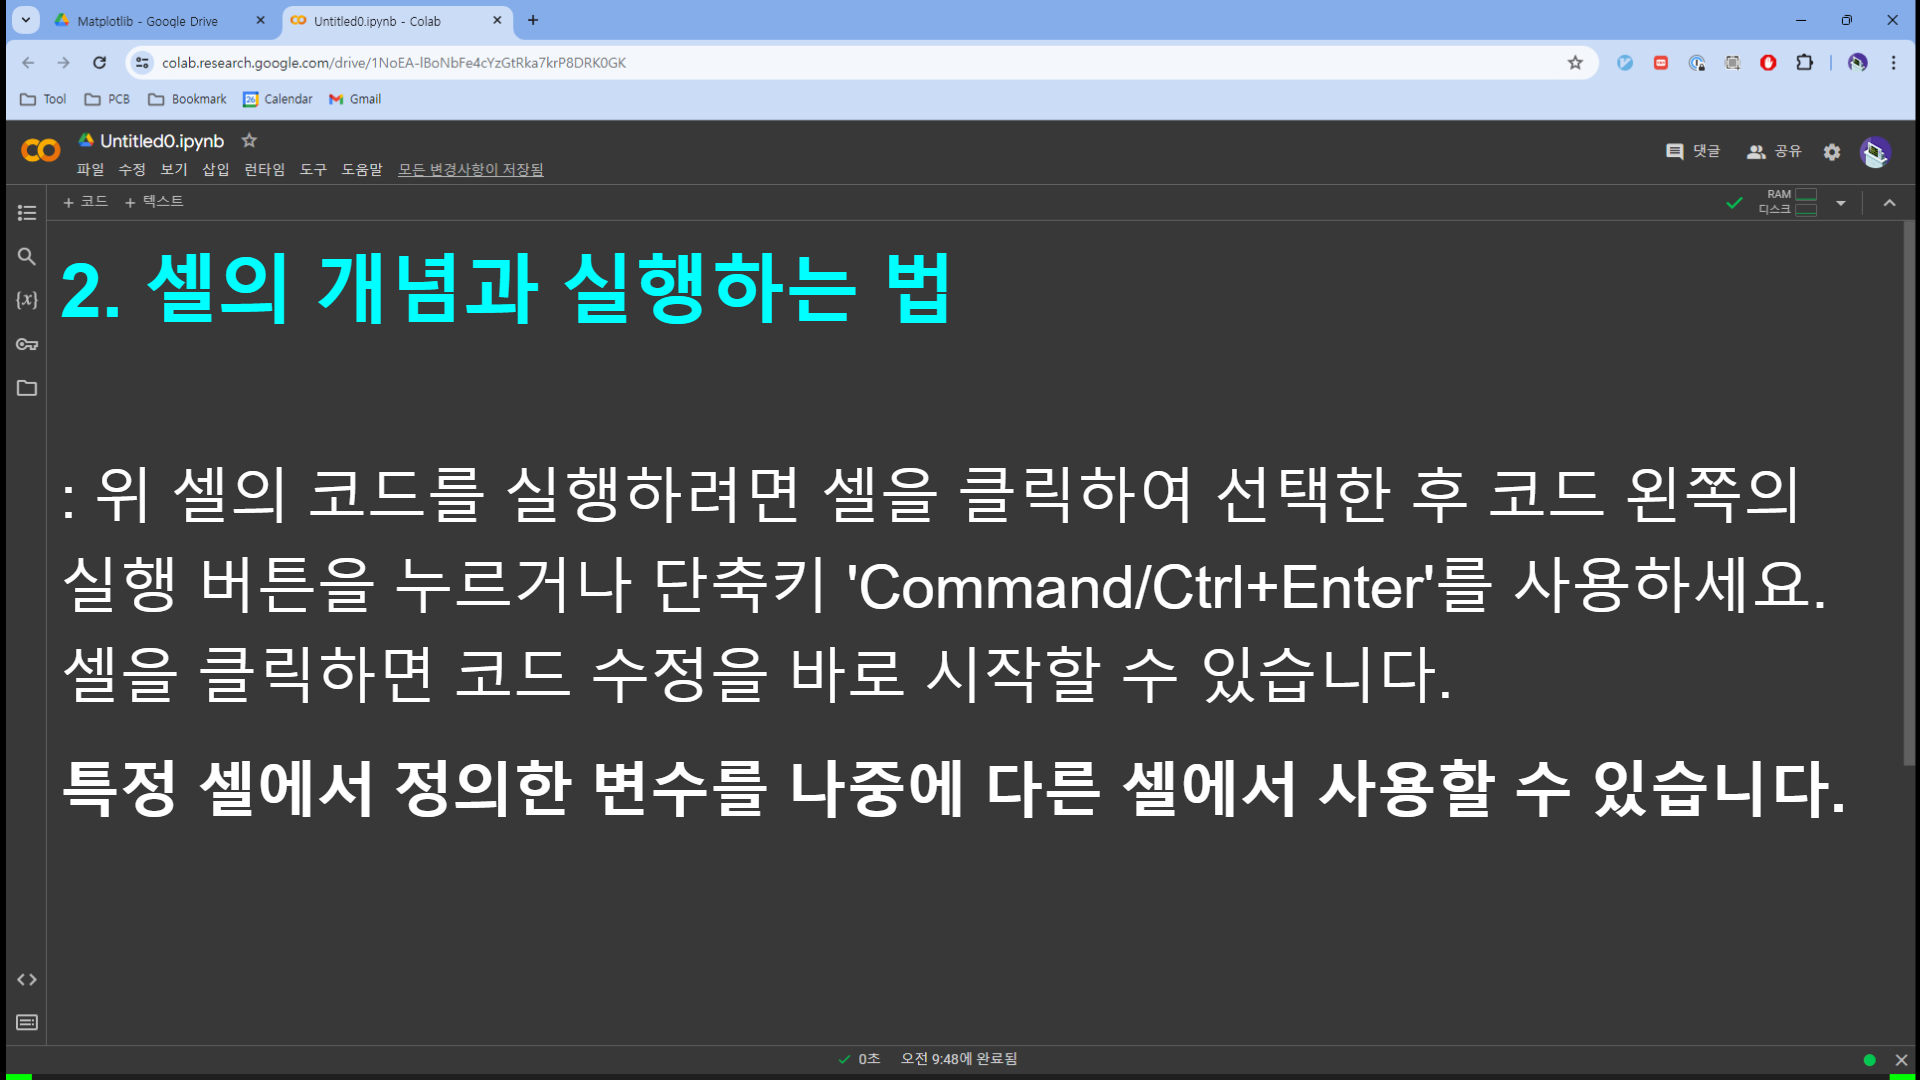 Matplotlib - Google Drive
Untitled0.ipynb - Colab
colab.research.google.com/drive/1NoEA-lBoNbFe4cYzGtRka7krP8DRK0GK
Tool PCB Bookmark 26 Calendar Gmail
Untitled0.ipynb
파일 수정 보기 삽입 런타임 도구 도움말 모든 변경사항이 저장됨
댓글 공유
+ 코드 + 텍스트
RAM
디스크
{x}
2. 셀의 개념과 실행하는 법
: 위 셀의 코드를 실행하려면 셀을 클릭하여 선택한 후 코드 왼쪽의
실행 버튼을 누르거나 단축키 'Command/Ctrl+Enter'를 사용하세요.
셀을 클릭하면 코드 수정을 바로 시작할 수 있습니다.
특정 셀에서 정의한 변수를 나중에 다른 셀에서 사용할 수 있습니다.
0초 오전 9:48에 완료됨